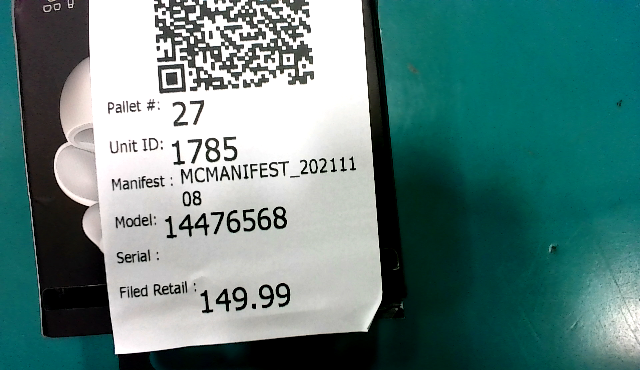 Pallet #: 27
Unit ID: 1785
Manifest : MCMANIFEST_202111
08
Model: 14476568
Serial :
Filed Retail : 149.99